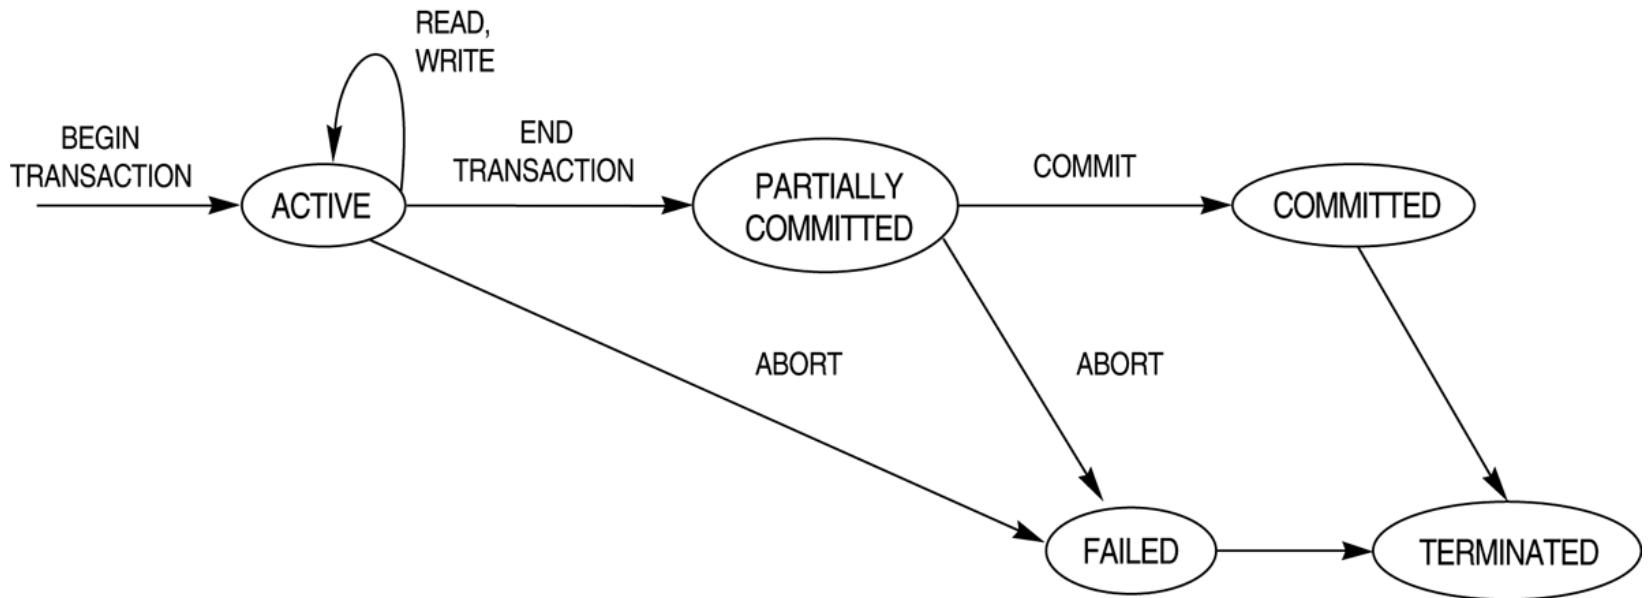 READ,
WRITE
BEGIN
TRANSACTION
END
TRANSACTION
ACTIVE
PARTIALLY
COMMITTED
COMMIT
COMMITTED
ABORT
ABORT
FAILED
TERMINATED